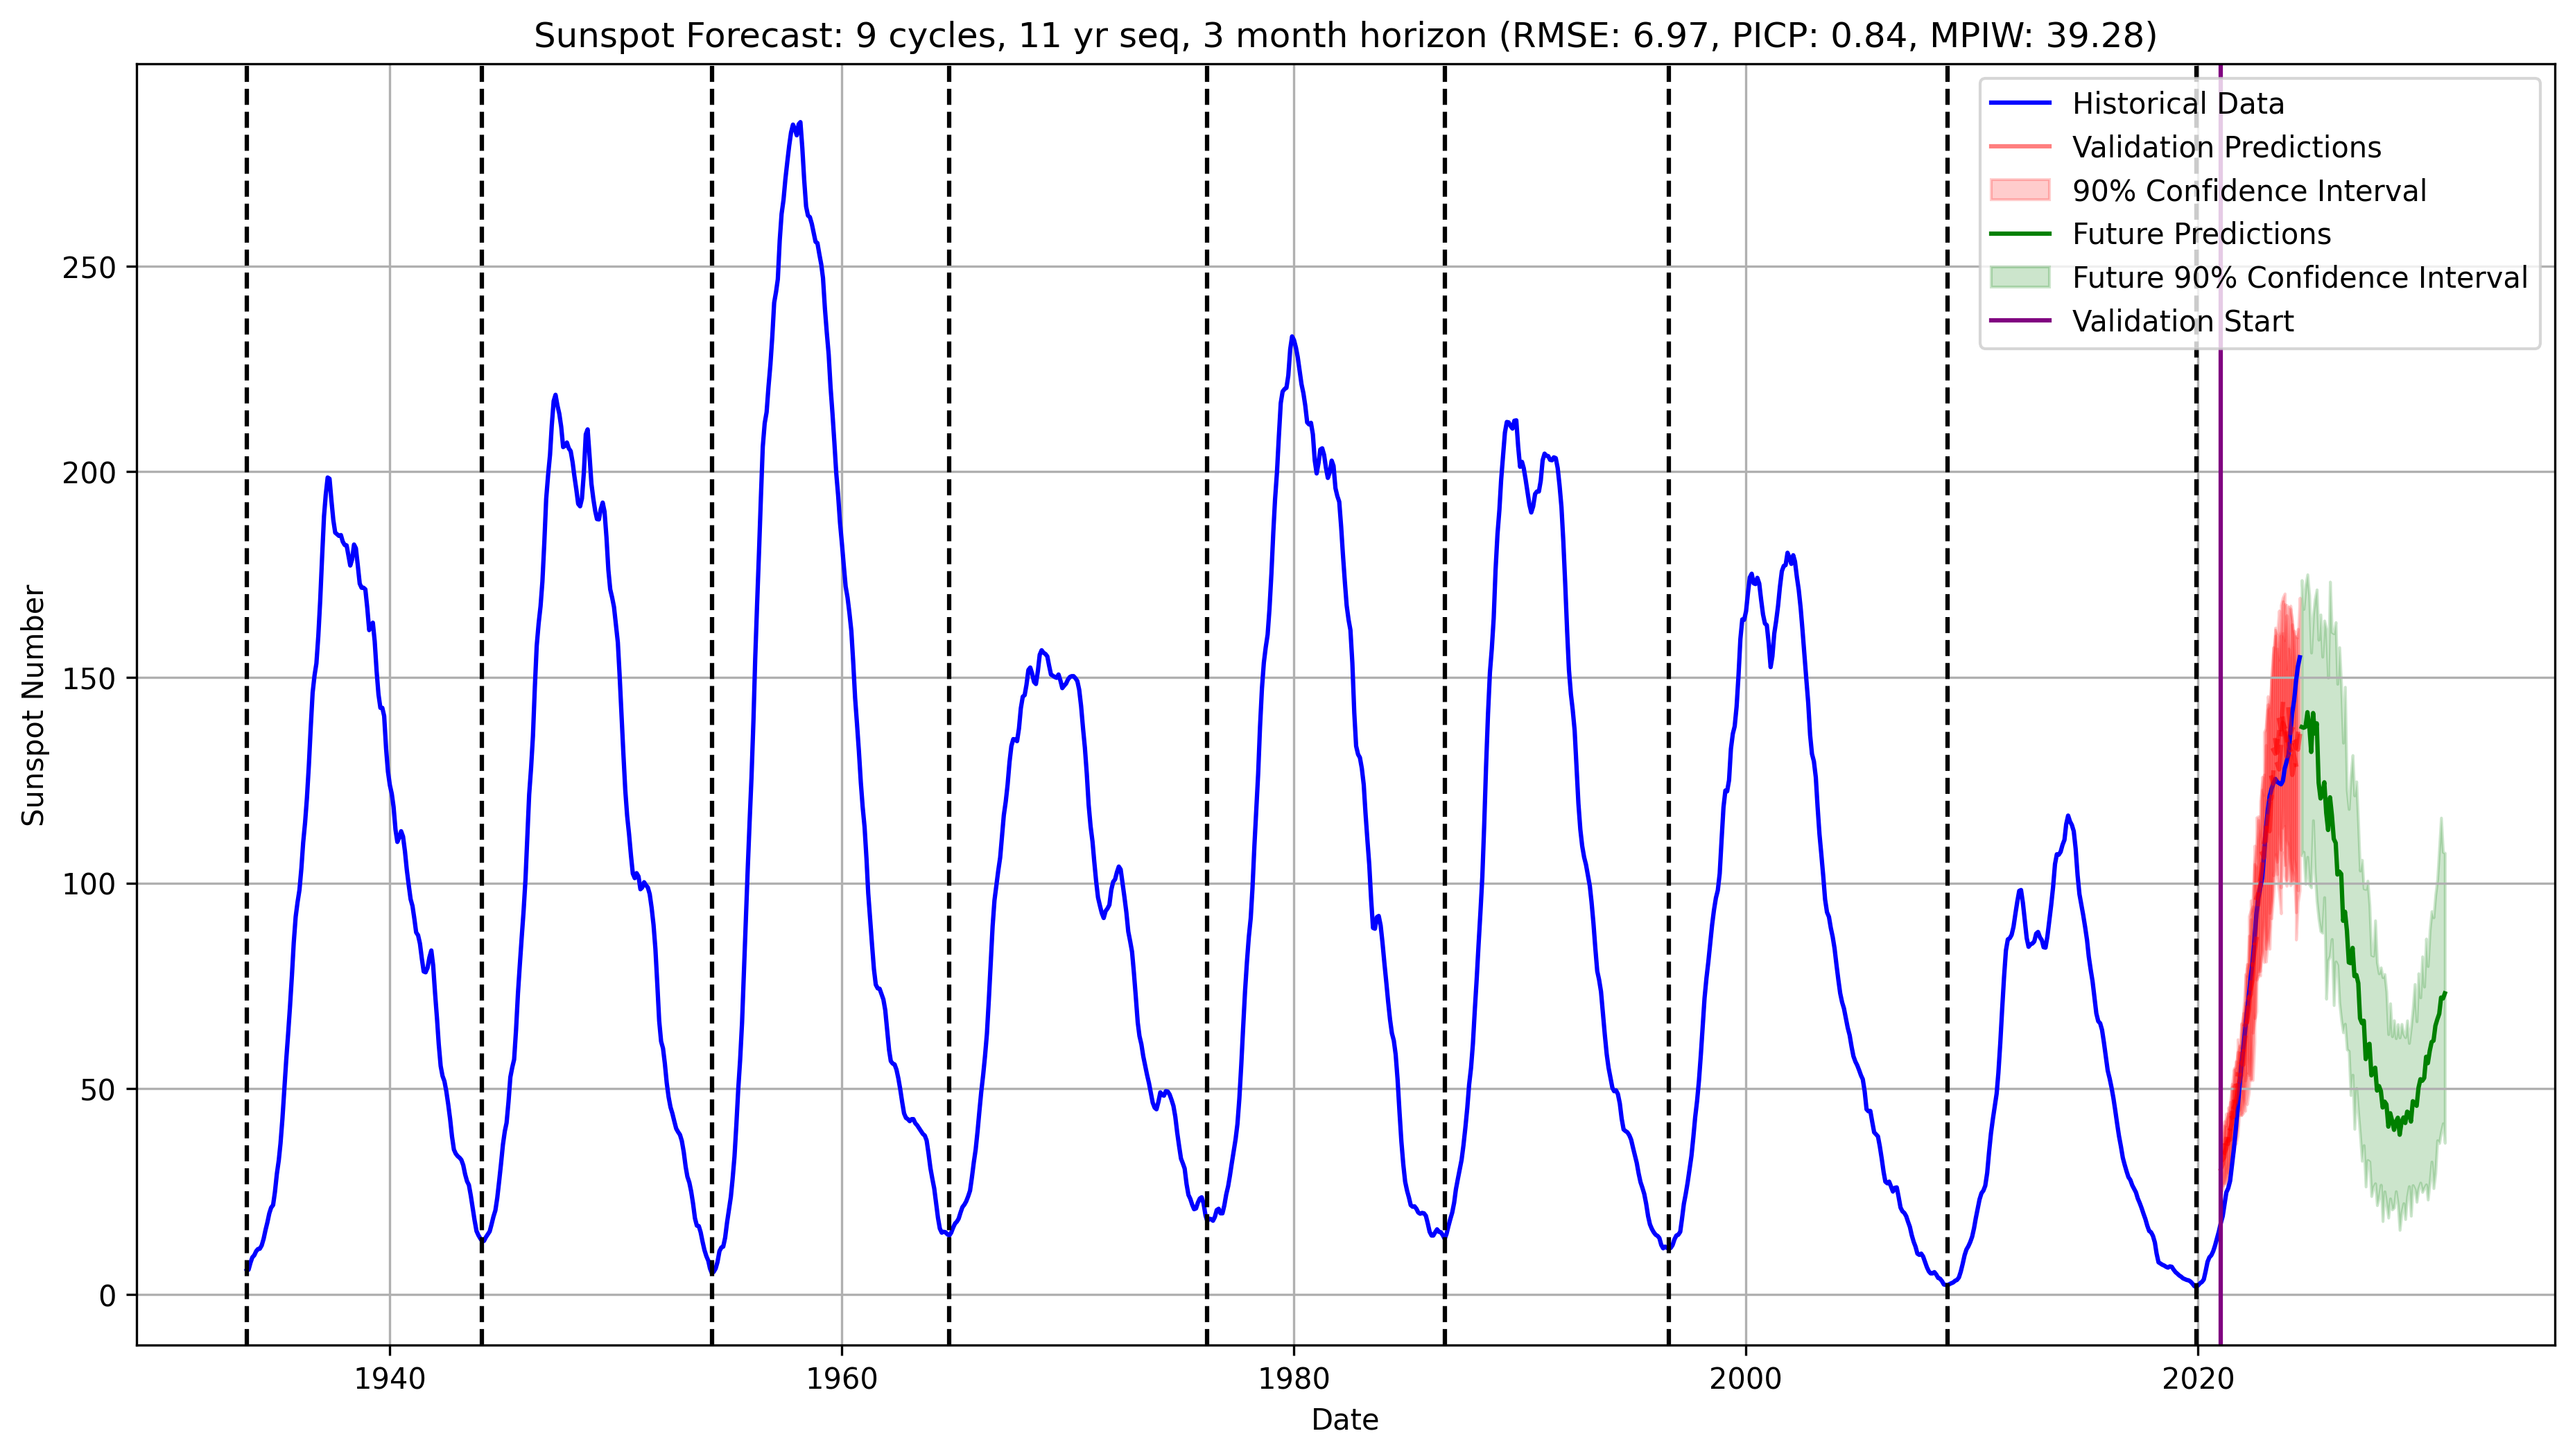 Sunspot Forecast: 9 cycles, 11 yr seq, 3 month horizon (RMSE: 6.97, PICP: 0.84, MPIW: 39.28)
Historical Data
Validation Predictions
90% Confidence Interval
Future Predictions
Future 90% Confidence Interval
Validation Start
Sunspot Number
250
200
150
100
50
0
1940 1960 1980 2000 2020
Date